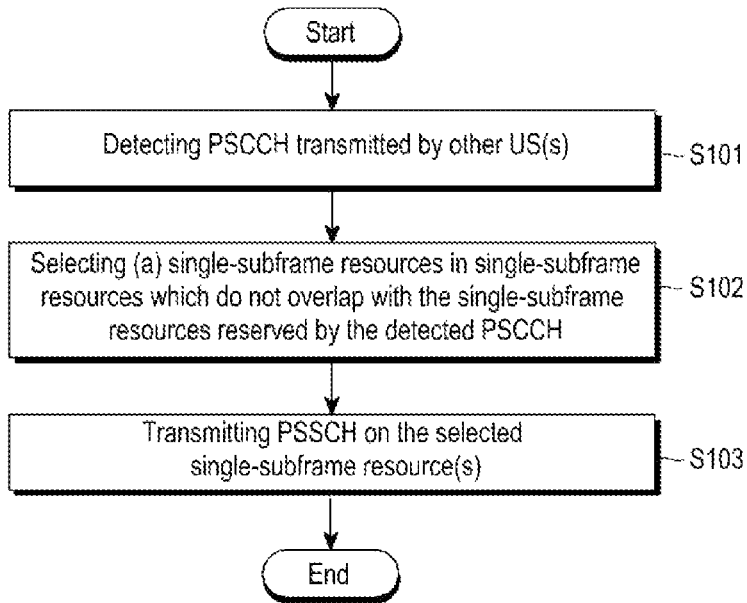 Start
Detecting PSCCH transmitted by other US(s)
S101
Selecting (a) single-subframe resources in single-subframe
resources which do not overlap with the single-subframe
resources reserved by the detected PSCCH
S102
Transmitting PSSCH on the selected
single-subframe resource(s)
S103
End